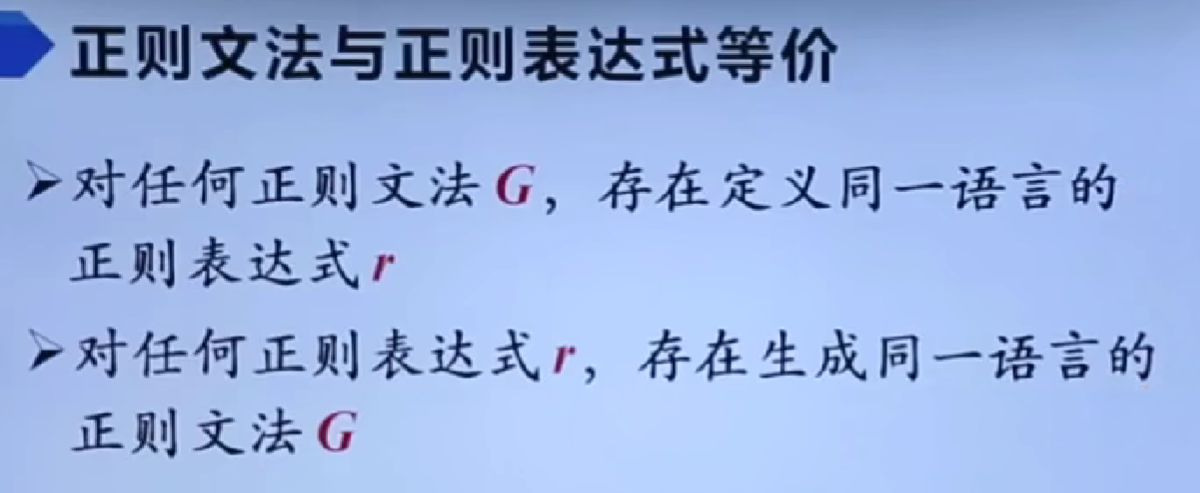 正则文法与正则表达式等价
➢对任何正则文法 G，存在定义同一语言的
正则表达式 r
➢对任何正则表达式 r，存在生成同一语言的
正则文法 G